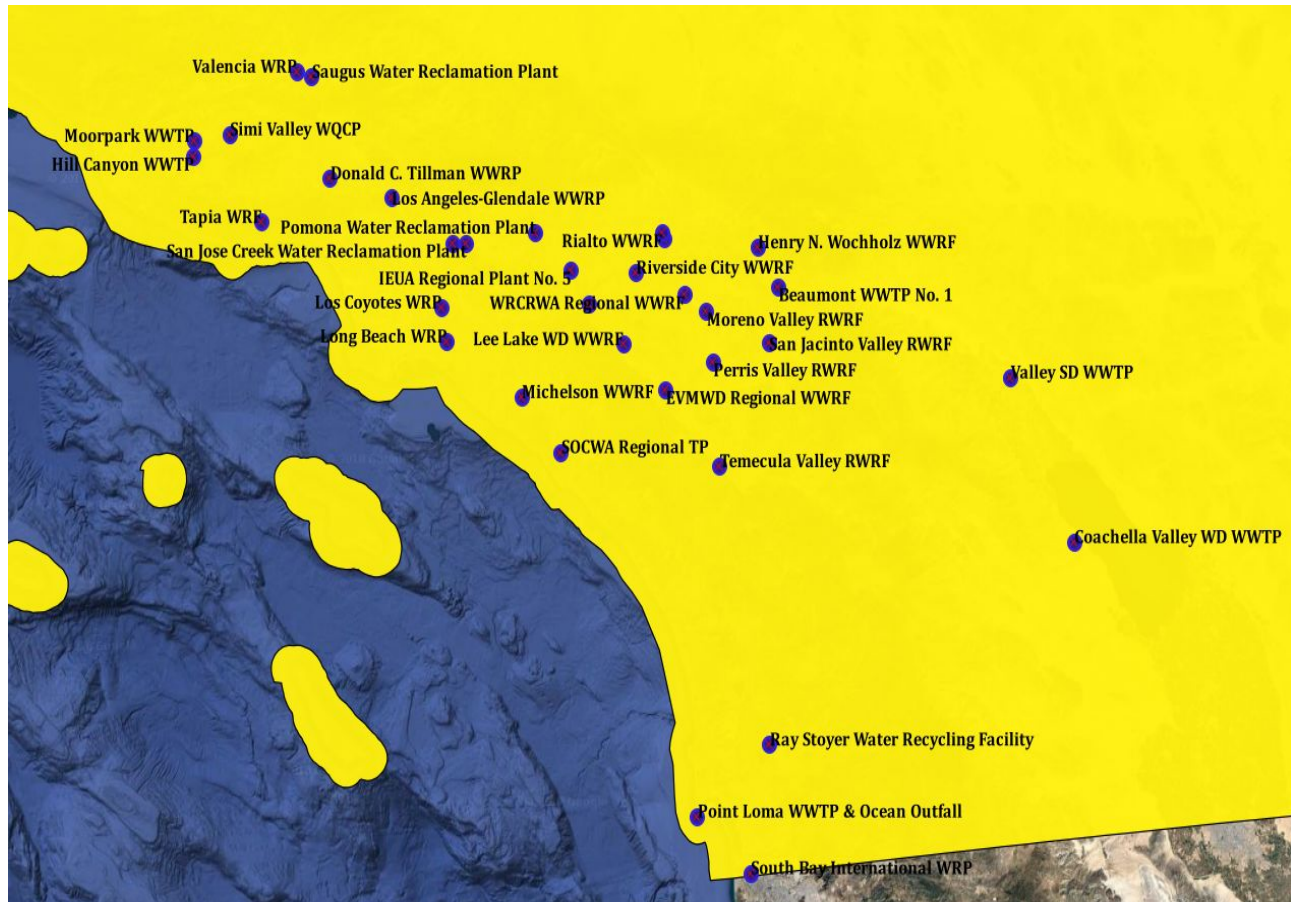 Valencia WRP
Saugus Water Reclamation Plant
Simi Valley WQCP
Moorpark WWTP
Hill Canyon WWTP
Donald C. Tillman WWRP
Los Angeles-Glendale WWRP
Tapia WRF
Pomona Water Reclamation Plant
Rialto WWRF
Henry N. Wochholz WWRF
San Jose Creek Water Reclamation Plant
Riverside City WWRF
IEUA Regional Plant No. 5
Beaumont WWTP No. 1
Los Coyotes WRP
WRCRWA Regional WWRF
Moreno Valley RWRF
Long Beach WRP
Lee Lake WD WWRF
San Jacinto Valley RWRF
Perris Valley RWRF
Valley SD WWTP
Michelson WWRF
EVMWD Regional WWRF
SOCWA Regional TP
Temecula Valley RWRF
Coachella Valley WD WWTP
Ray Stoyer Water Recycling Facility
Point Loma WWTP & Ocean Outfall
South Bay International WRP